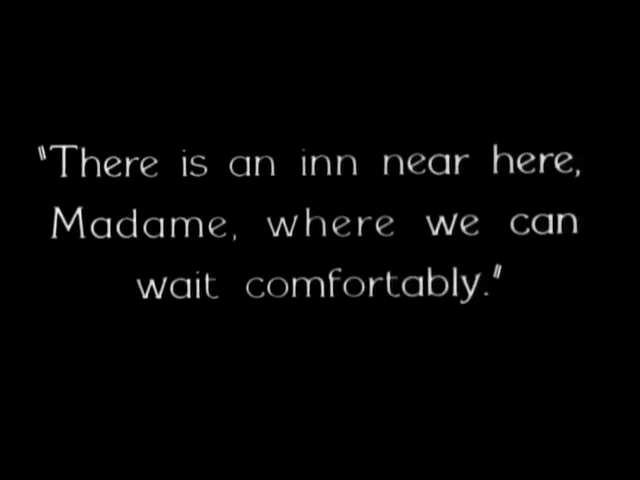 "There is an inn near here,
Madame, where we can
wait comfortably."